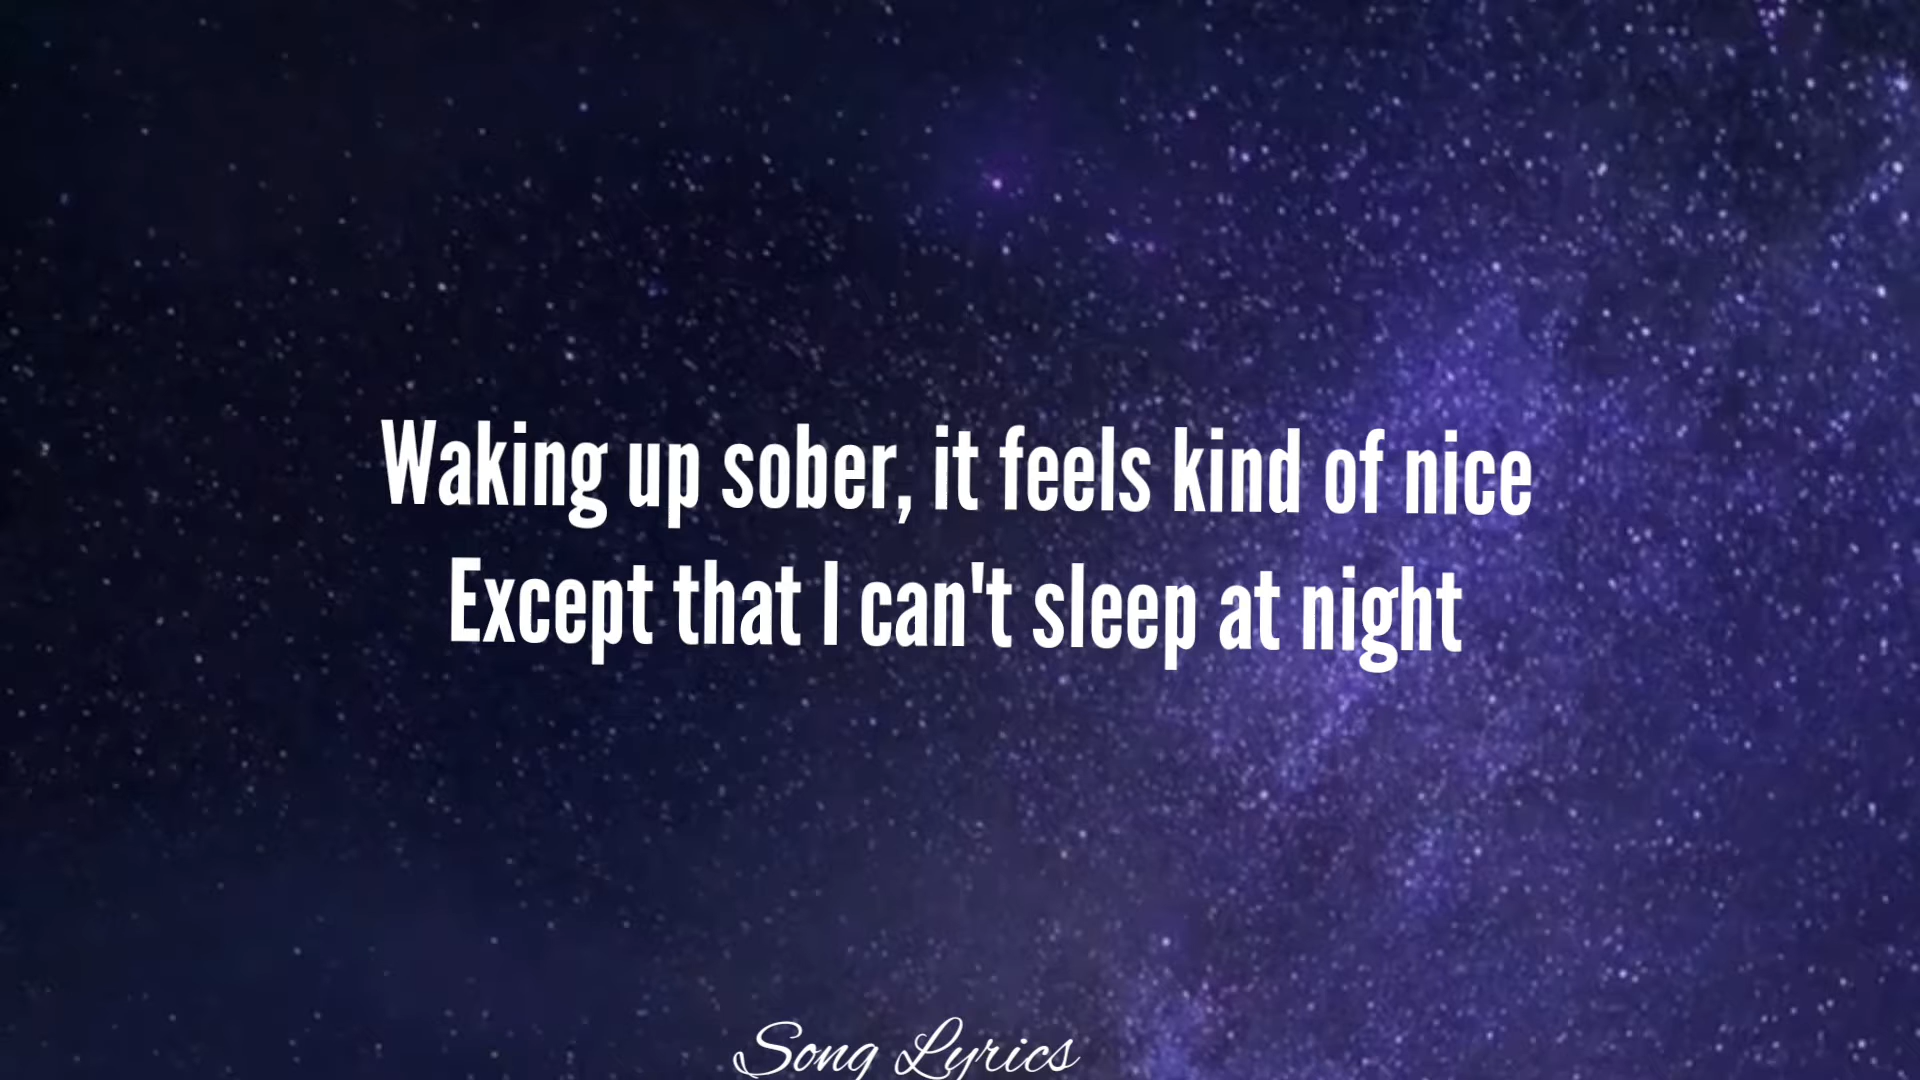 Waking up sober, it feels kind of nice
Except that I can't sleep at night
Song Lyrics